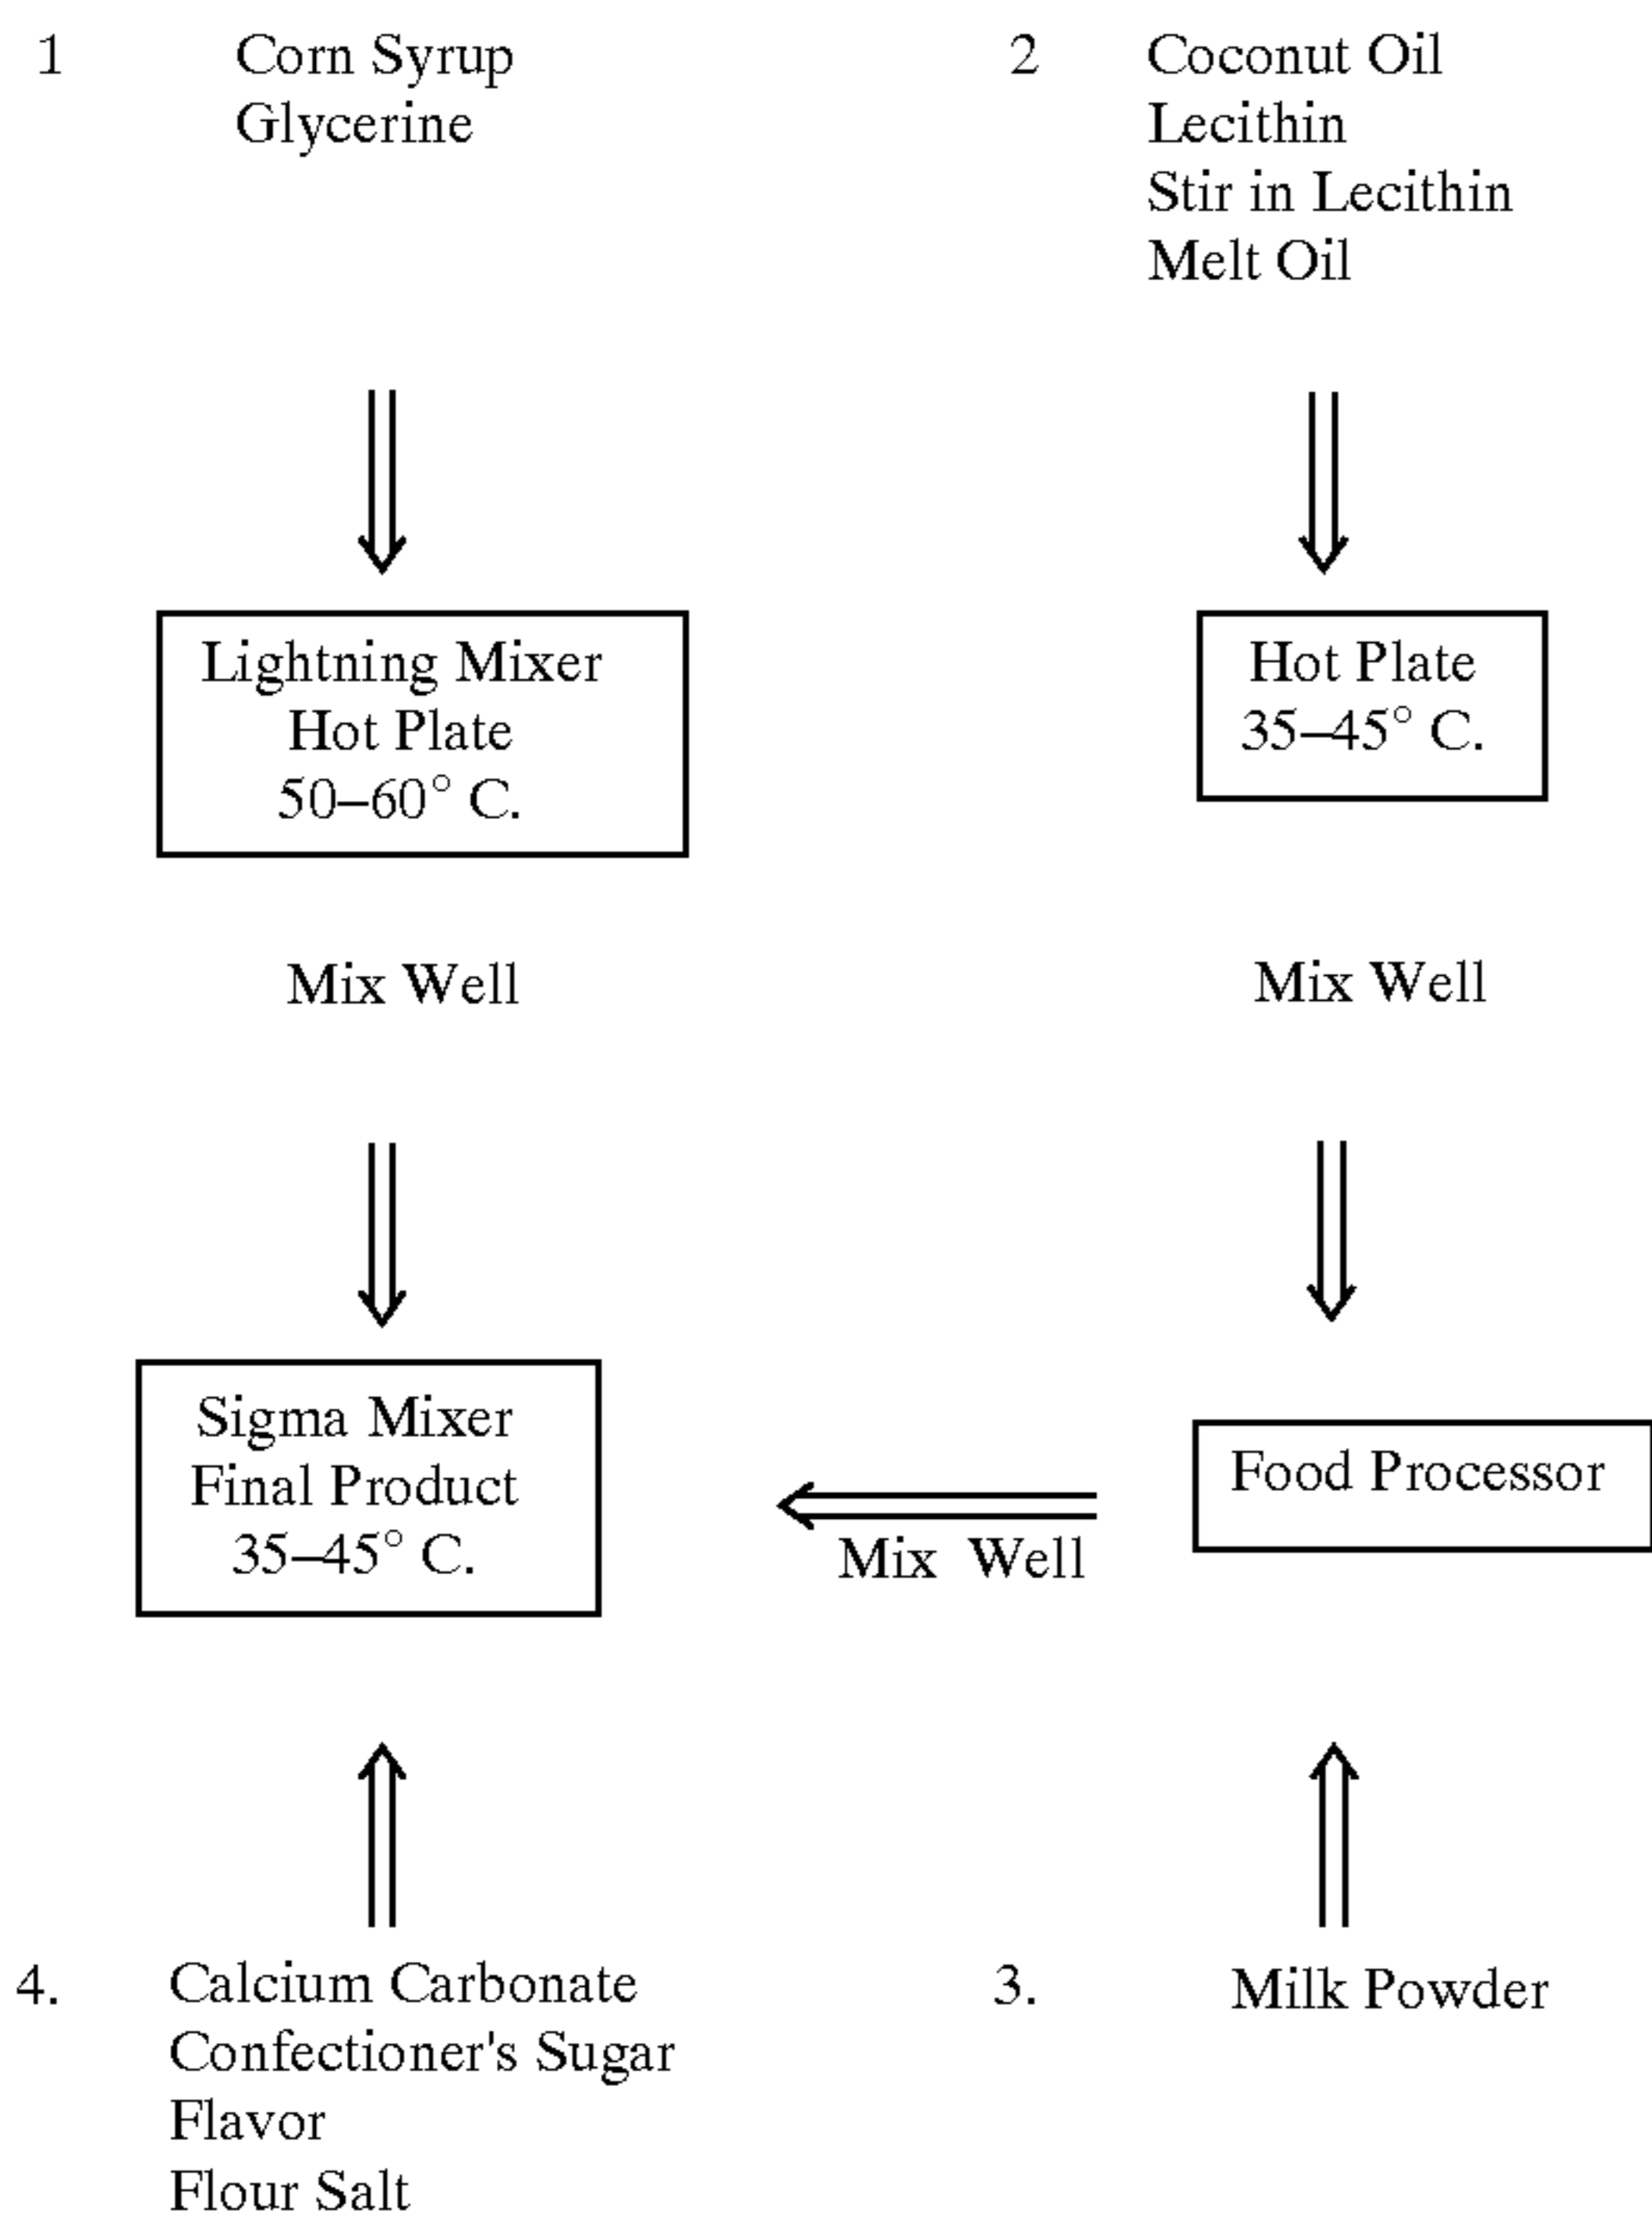 1
Corn Syrup
Glycerine
2
Coconut Oil
Lecithin
Stir in Lecithin
Melt Oil
Lightning Mixer
Hot Plate
50–60° C.
Hot Plate
35–45° C.
Mix Well
Mix Well
Sigma Mixer
Final Product
35–45° C.
Food Processor
Mix Well
4.
Calcium Carbonate
Confectioner's Sugar
Flavor
Flour Salt
3.
Milk Powder